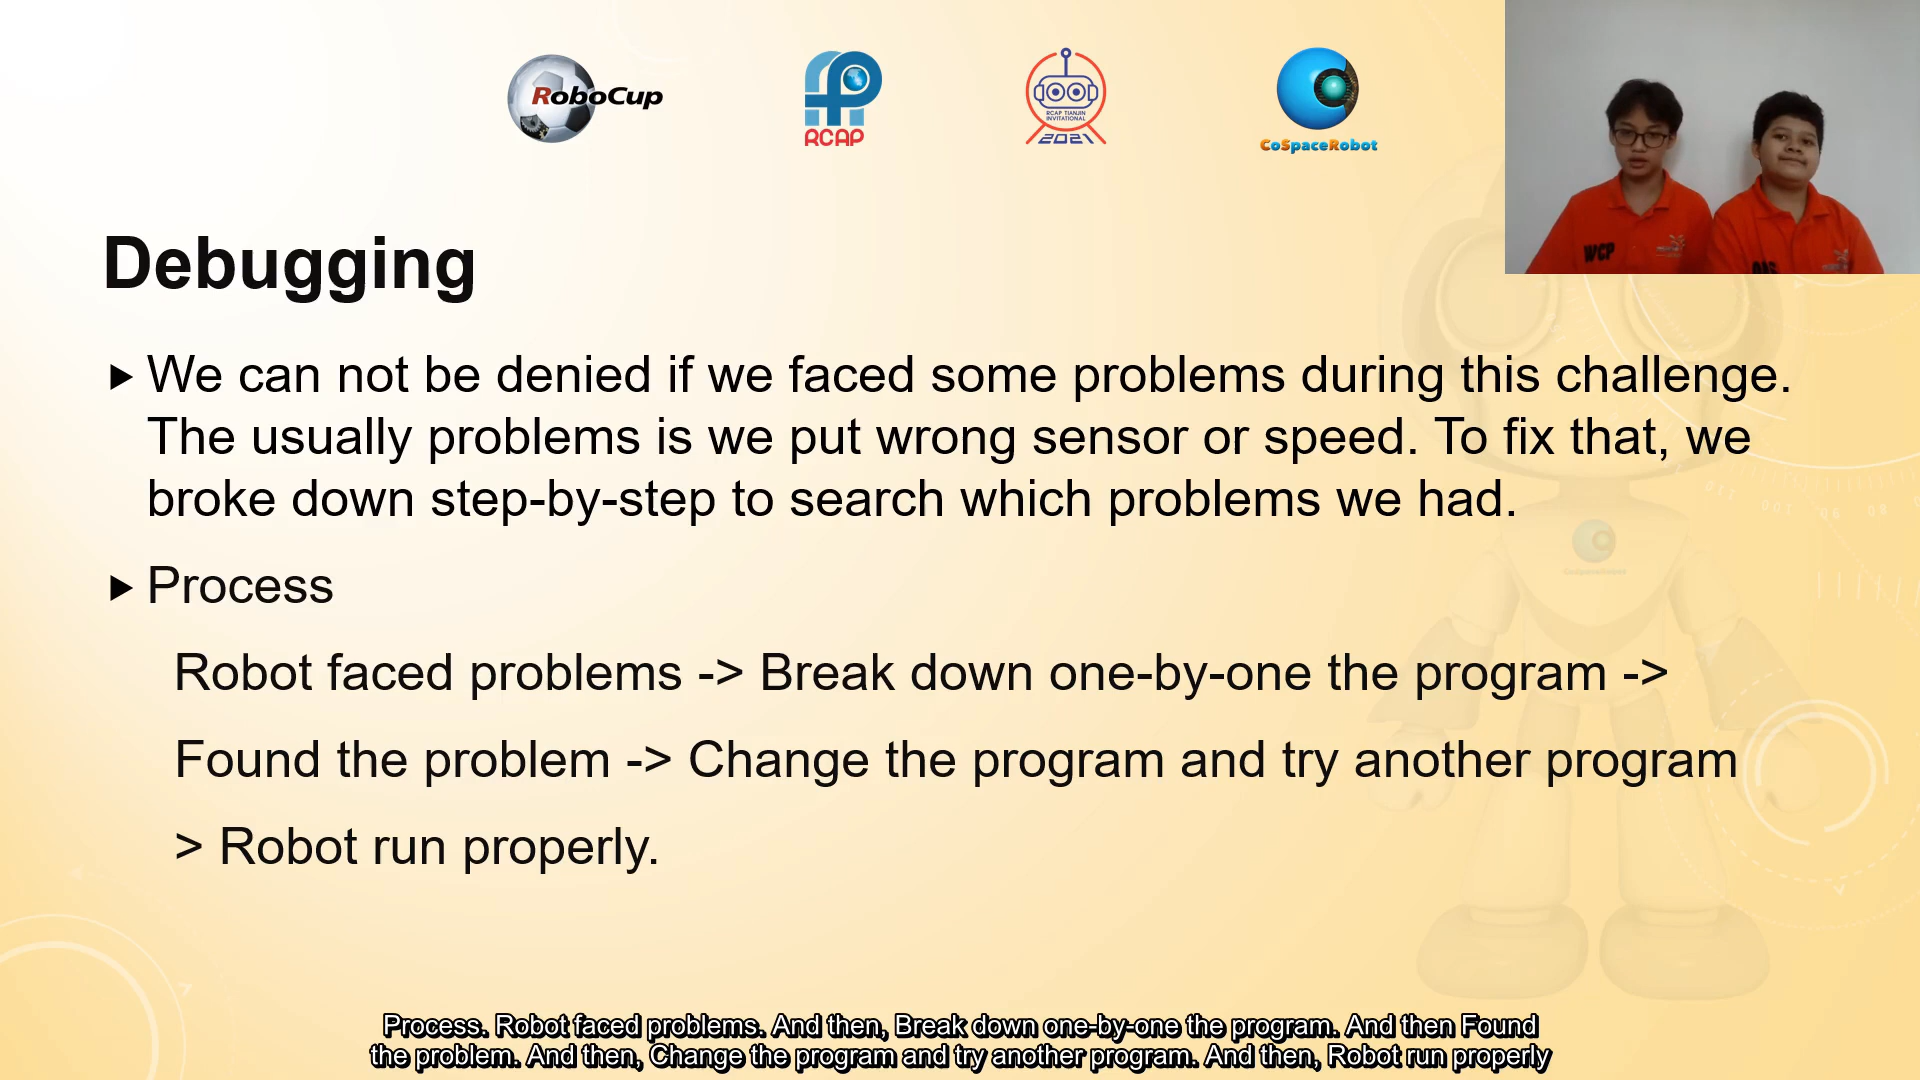 RoboCup
RCAP
RCAP TIANJIN
INVITATIONAL
2021
CoSpaceRobot
WCP
Debugging
We can not be denied if we faced some problems during this challenge.
The usually problems is we put wrong sensor or speed. To fix that, we
broke down step-by-step to search which problems we had.
Process
Robot faced problems -> Break down one-by-one the program ->
Found the problem -> Change the program and try another program
> Robot run properly.
Process. Robot faced problems. And then, Break down one-by-one the program. And then Found
the problem. And then, Change the program and try another program. And then, Robot run properly